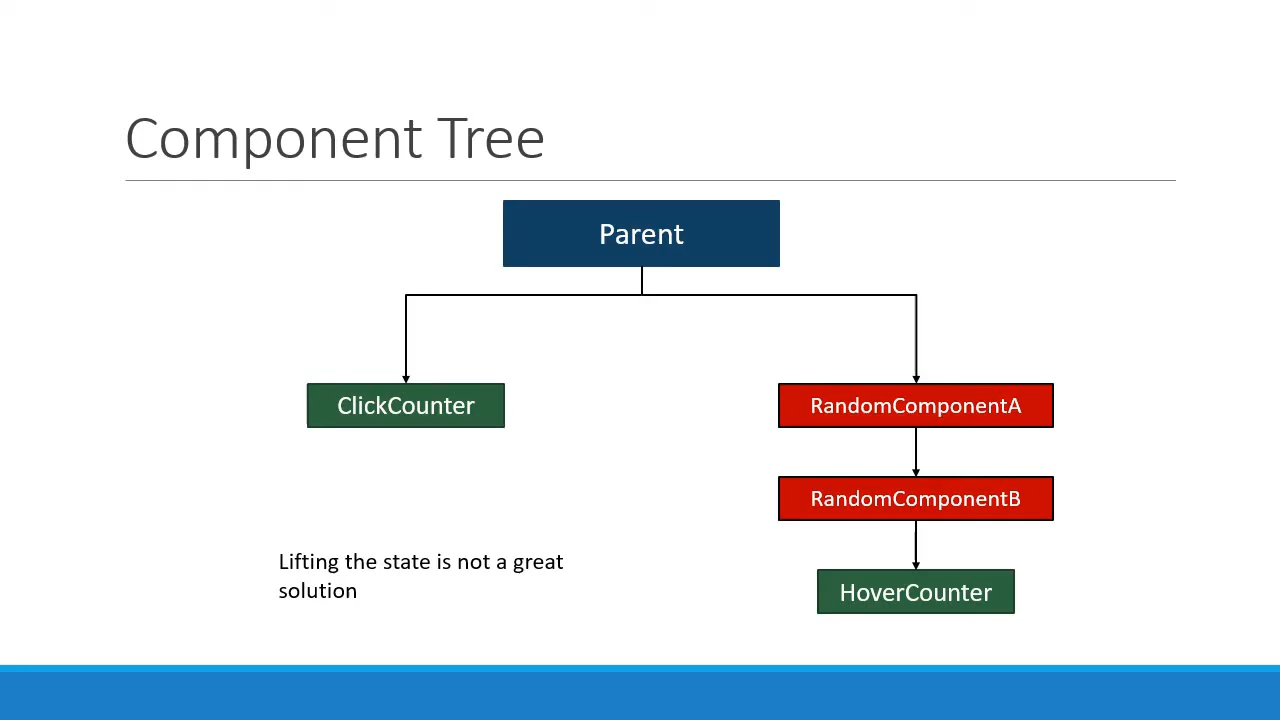 Component Tree
Parent
ClickCounter
RandomComponentA
RandomComponentB
Lifting the state is not a great
solution
HoverCounter